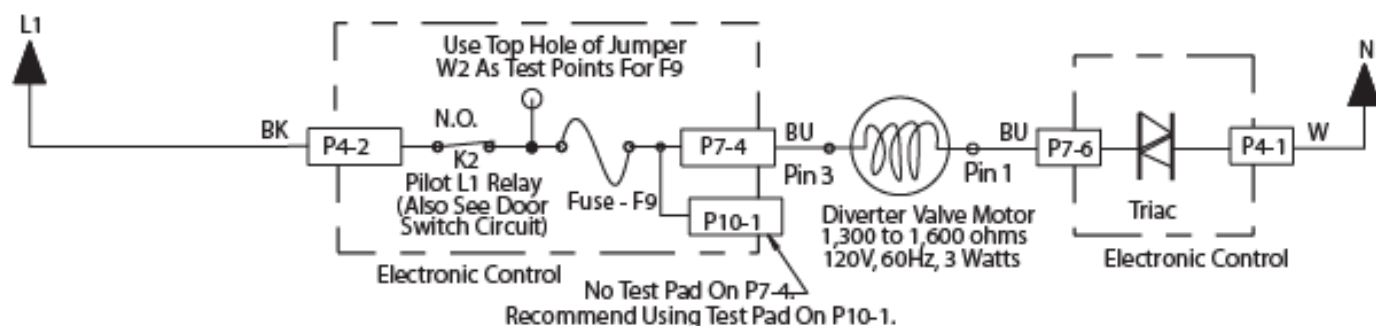 L1
Use Top Hole of Jumper
W2 As Test Points For F9
N
BK
P4-2
N.O.
K2
Pilot L1 Relay
(Also See Door
Switch Circuit)
Fuse - F9
P7-4
P10-1
BU
Pin 3
Diverter Valve Motor
1,300 to 1,600 ohms
120V, 60Hz, 3 Watts
BU
Pin 1
P7-6
Triac
P4-1
W
Electronic Control
Electronic Control
No Test Pad On P7-4.
Recommend Using Test Pad On P10-1.